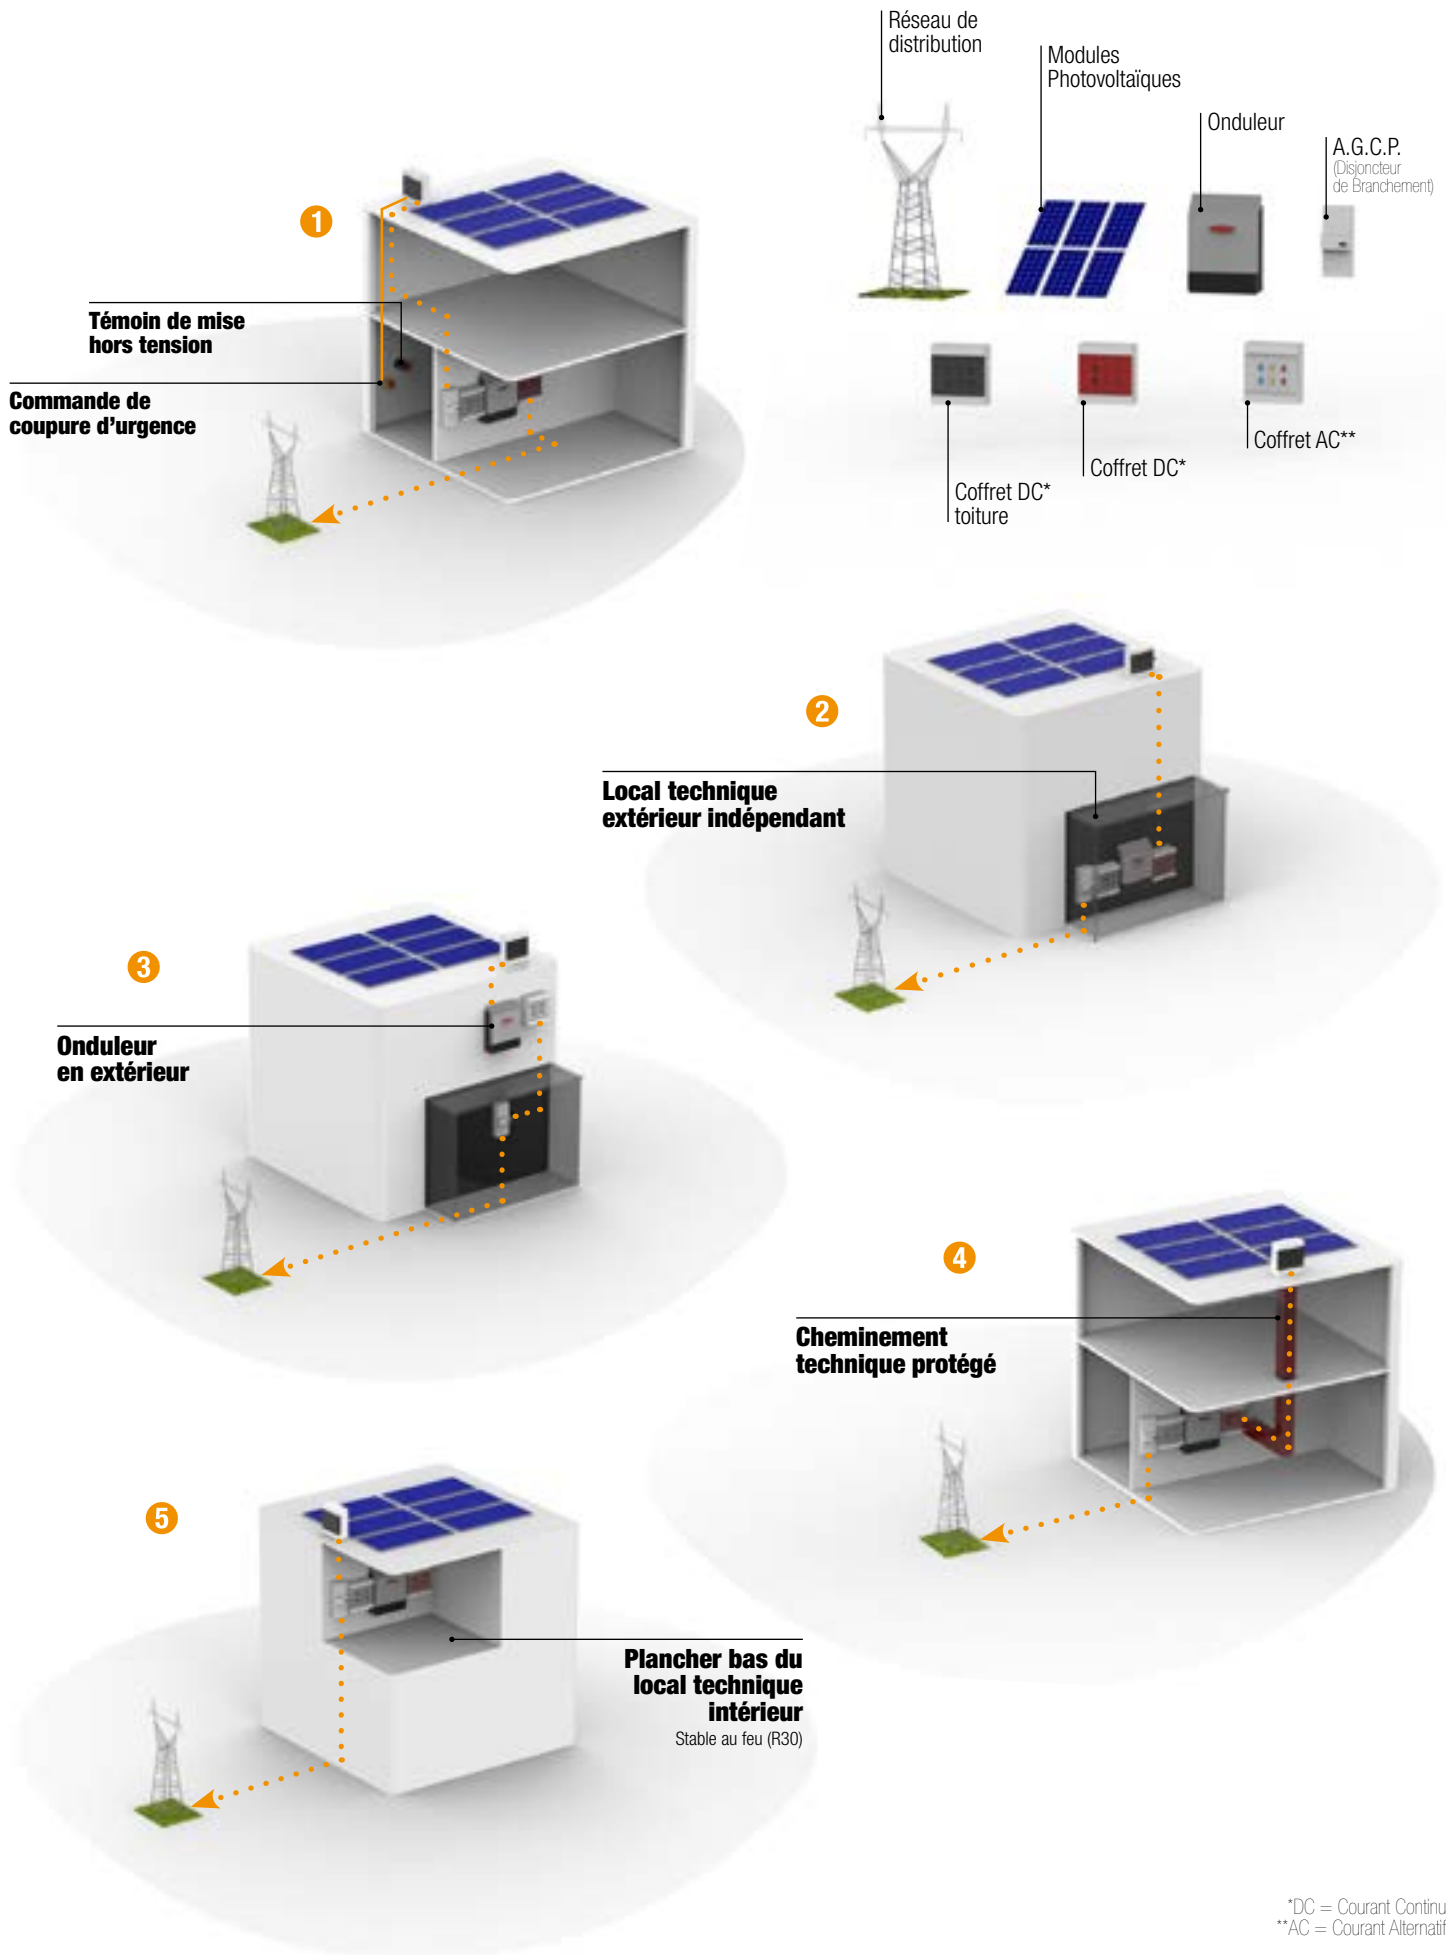 Réseau de
distribution
Modules
Photovoltaïques
Onduleur
A.G.C.P.
(Disjoncteur
de Branchement)
1
Témoin de mise
hors tension
Commande de
coupure d'urgence
Coffret AC**
Coffret DC*
Coffret DC*
toiture
2
Local technique
extérieur indépendant
3
Onduleur
en extérieur
4
Cheminement
technique protégé
5
Plancher bas du
local technique
intérieur
Stable au feu (R30)
*DC = Courant Continu
**AC = Courant Alternatif